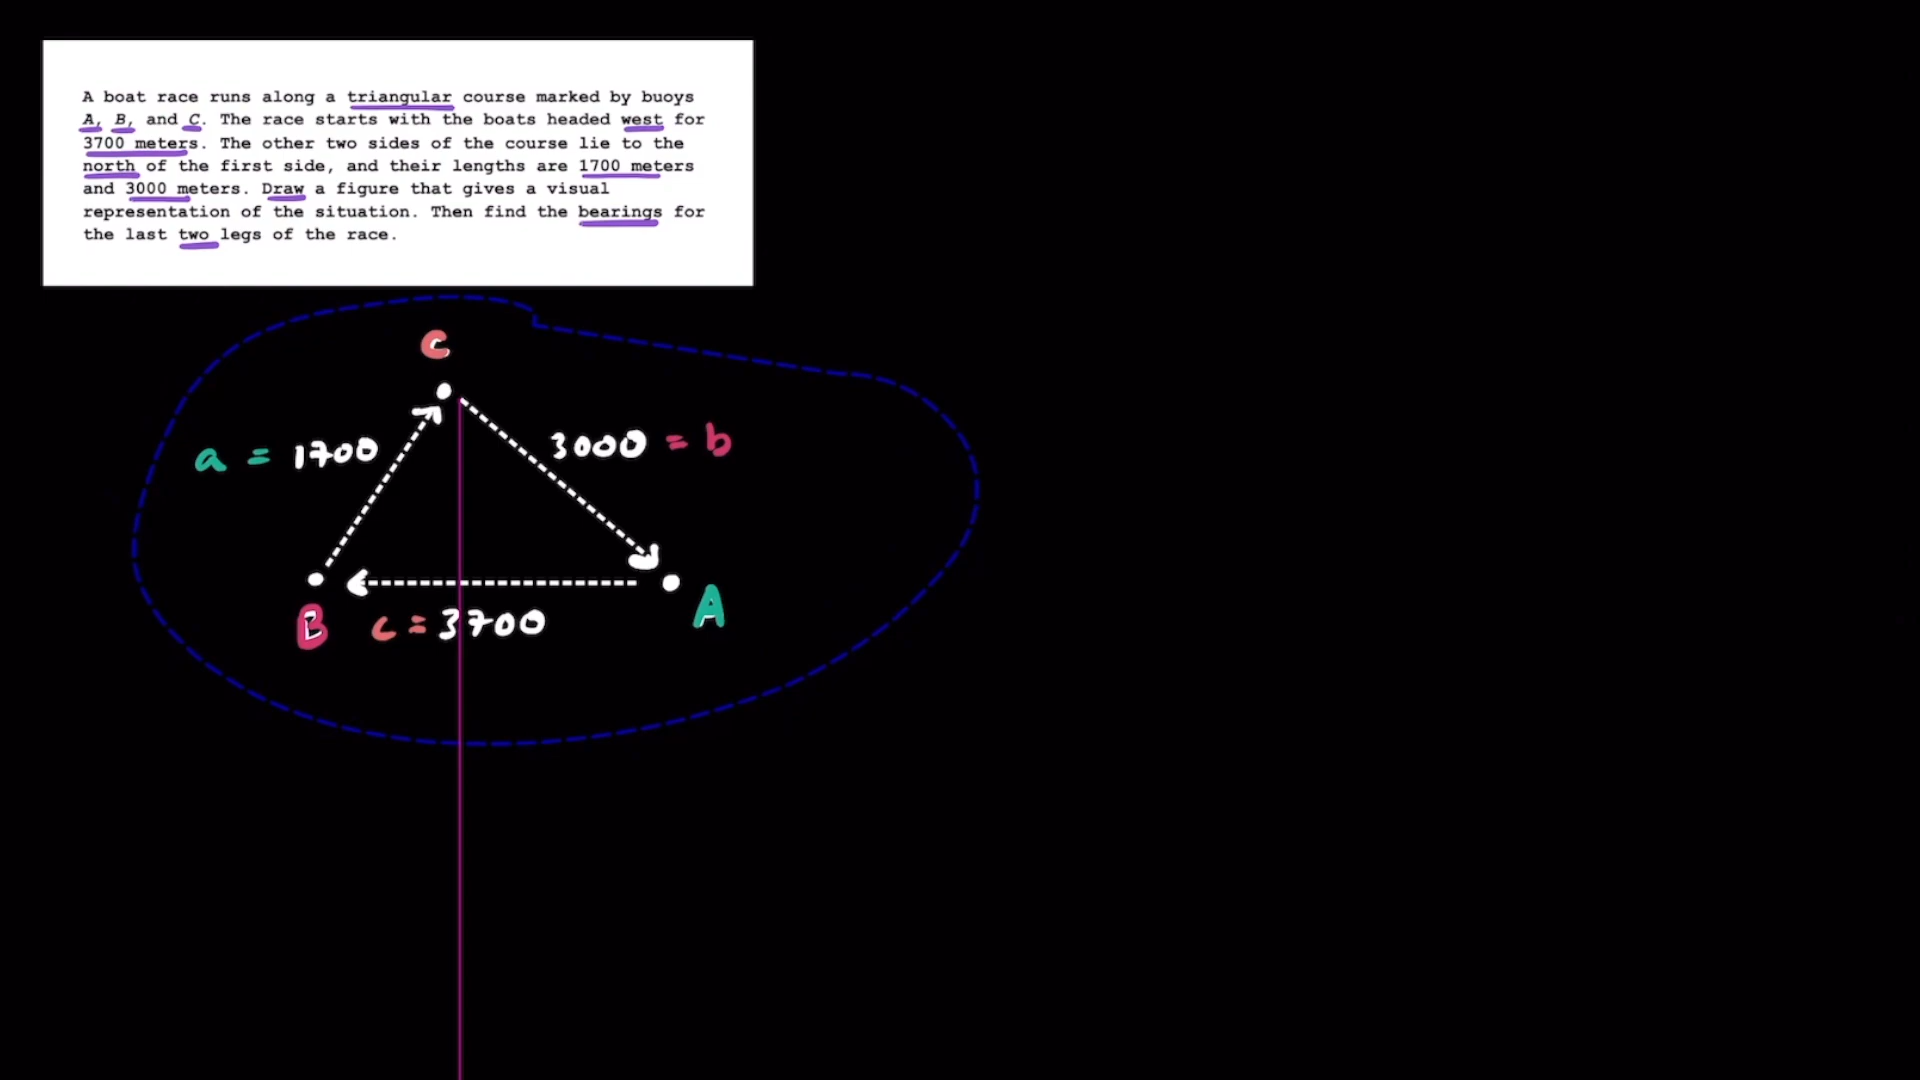 A boat race runs along a triangular course marked by buoys
A, B, and C. The race starts with the boats headed west for
3700 meters. The other two sides of the course lie to the
north of the first side, and their lengths are 1700 meters
and 3000 meters. Draw a figure that gives a visual
representation of the situation. Then find the bearings for
the last two legs of the race.
C
a = 1700
3000 = b
B
c = 3700
A